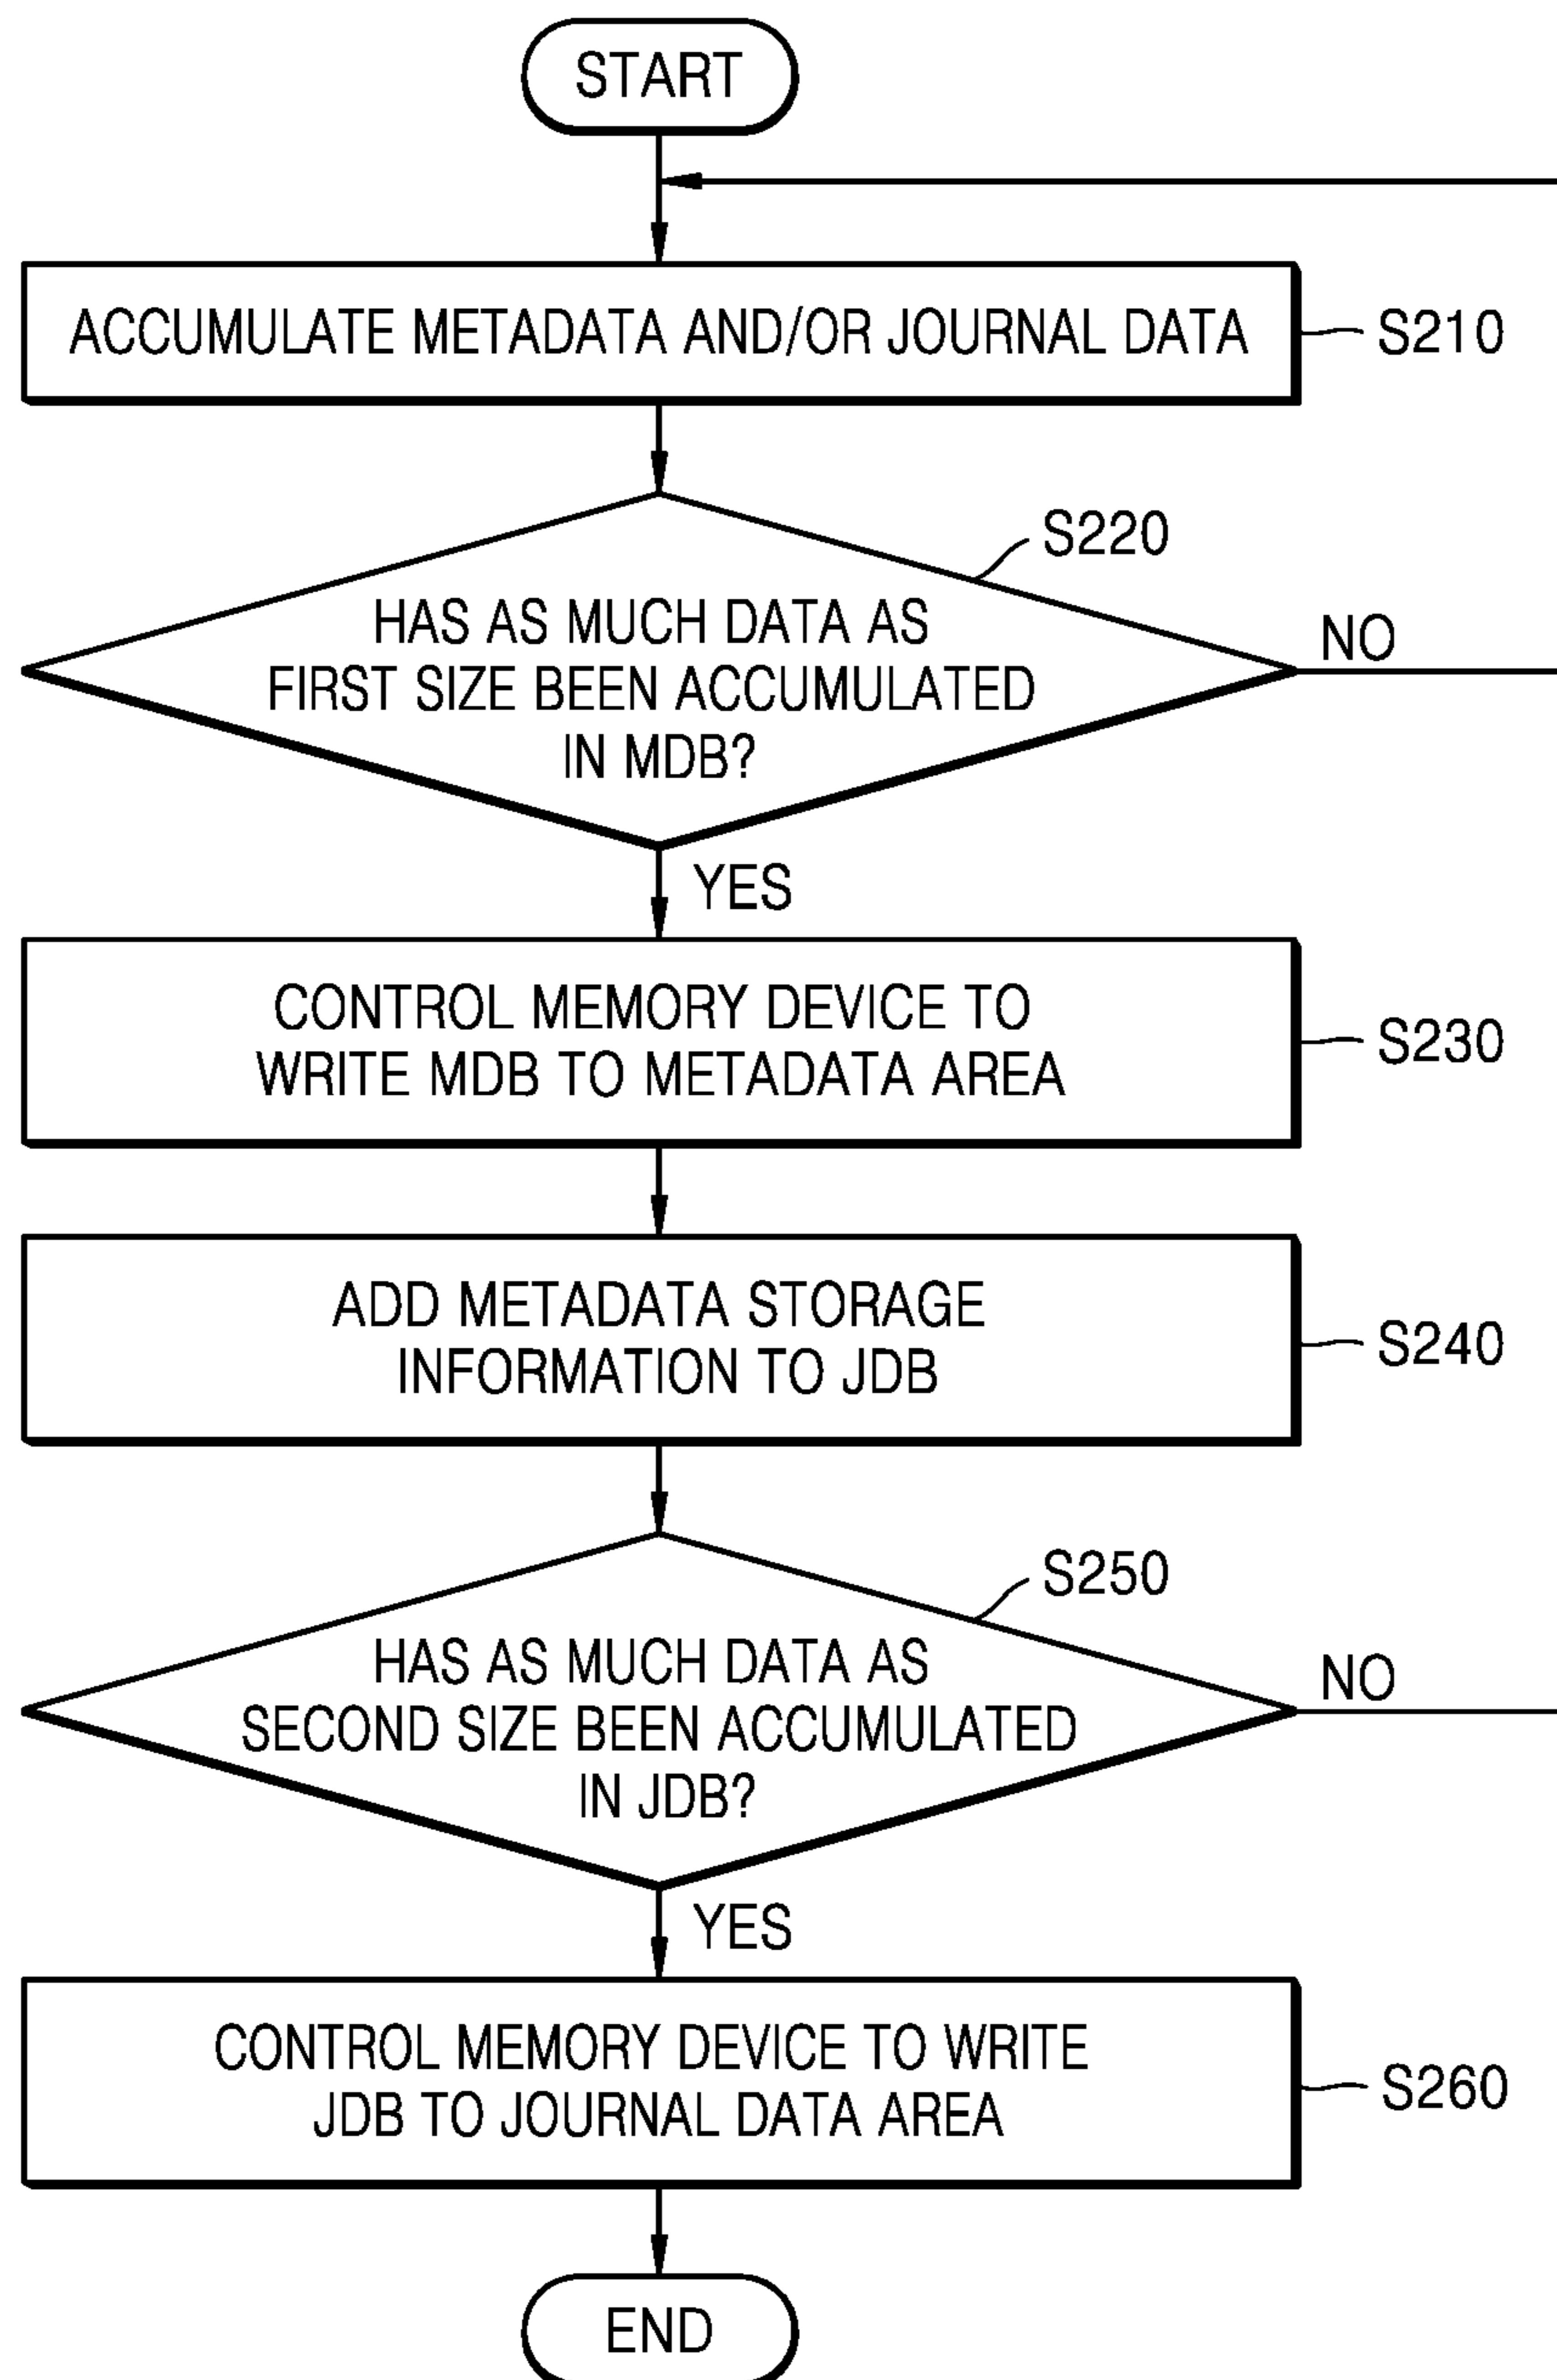 START
ACCUMULATE METADATA AND/OR JOURNAL DATA
S210
S220
HAS AS MUCH DATA AS
FIRST SIZE BEEN ACCUMULATED
IN MDB?
NO
YES
CONTROL MEMORY DEVICE TO
WRITE MDB TO METADATA AREA
S230
ADD METADATA STORAGE
INFORMATION TO JDB
S240
S250
HAS AS MUCH DATA AS
SECOND SIZE BEEN ACCUMULATED
IN JDB?
NO
YES
CONTROL MEMORY DEVICE TO WRITE
JDB TO JOURNAL DATA AREA
S260
END